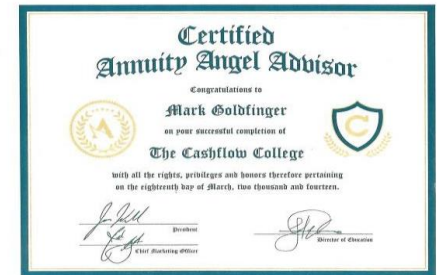 Certified
Annuity Angel Advisor
Congratulations to
Mark Goldfinger
on your successful completion of
The Cashflow College
with all the rights, privileges and honors therefore pertaining
on the eighteenth day of March, two thousand and fourteen.
President
Chief Marketing Officer
Director of Education